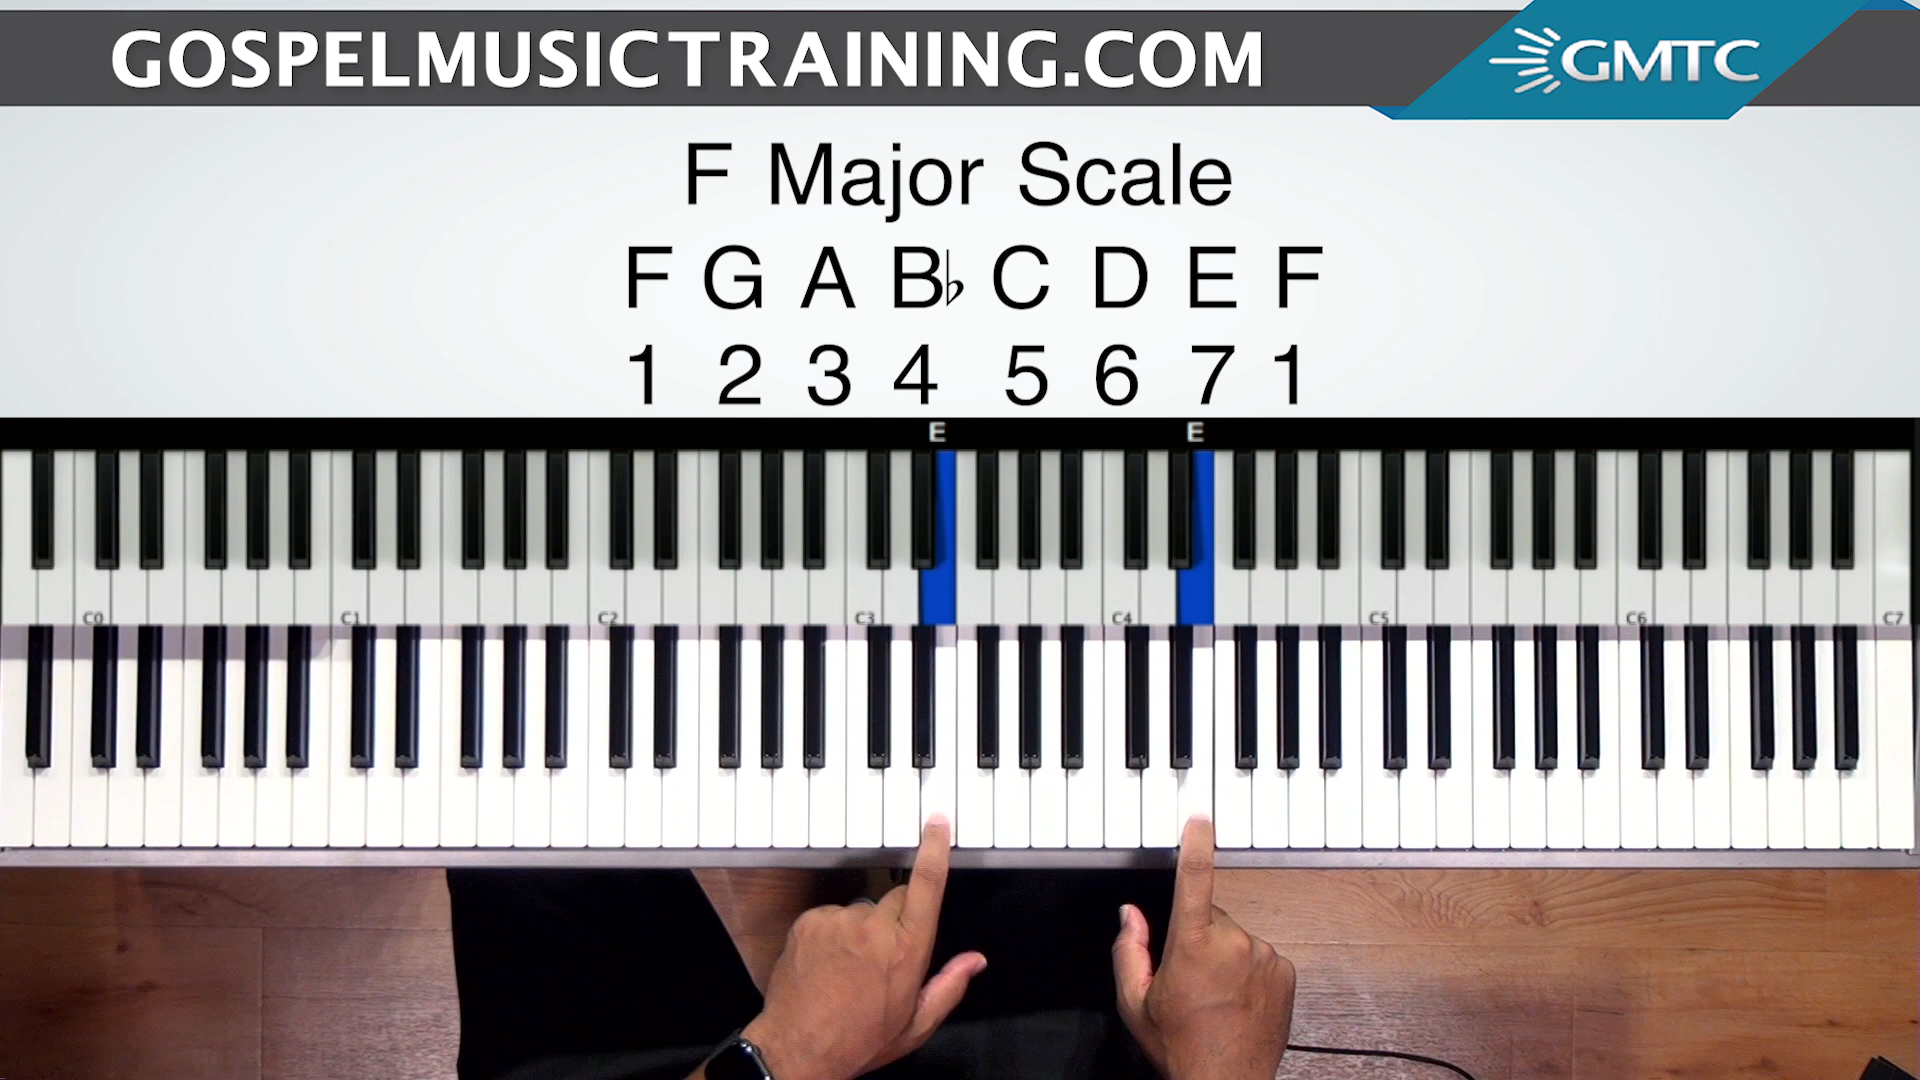 GOSPELMUSICTRAINING.COM
GMTC
F Major Scale
F G A B♭ C D E F
1 2 3 4 5 6 7 1
E E
C0 C1 C2 C3 C4 C5 C6 C7